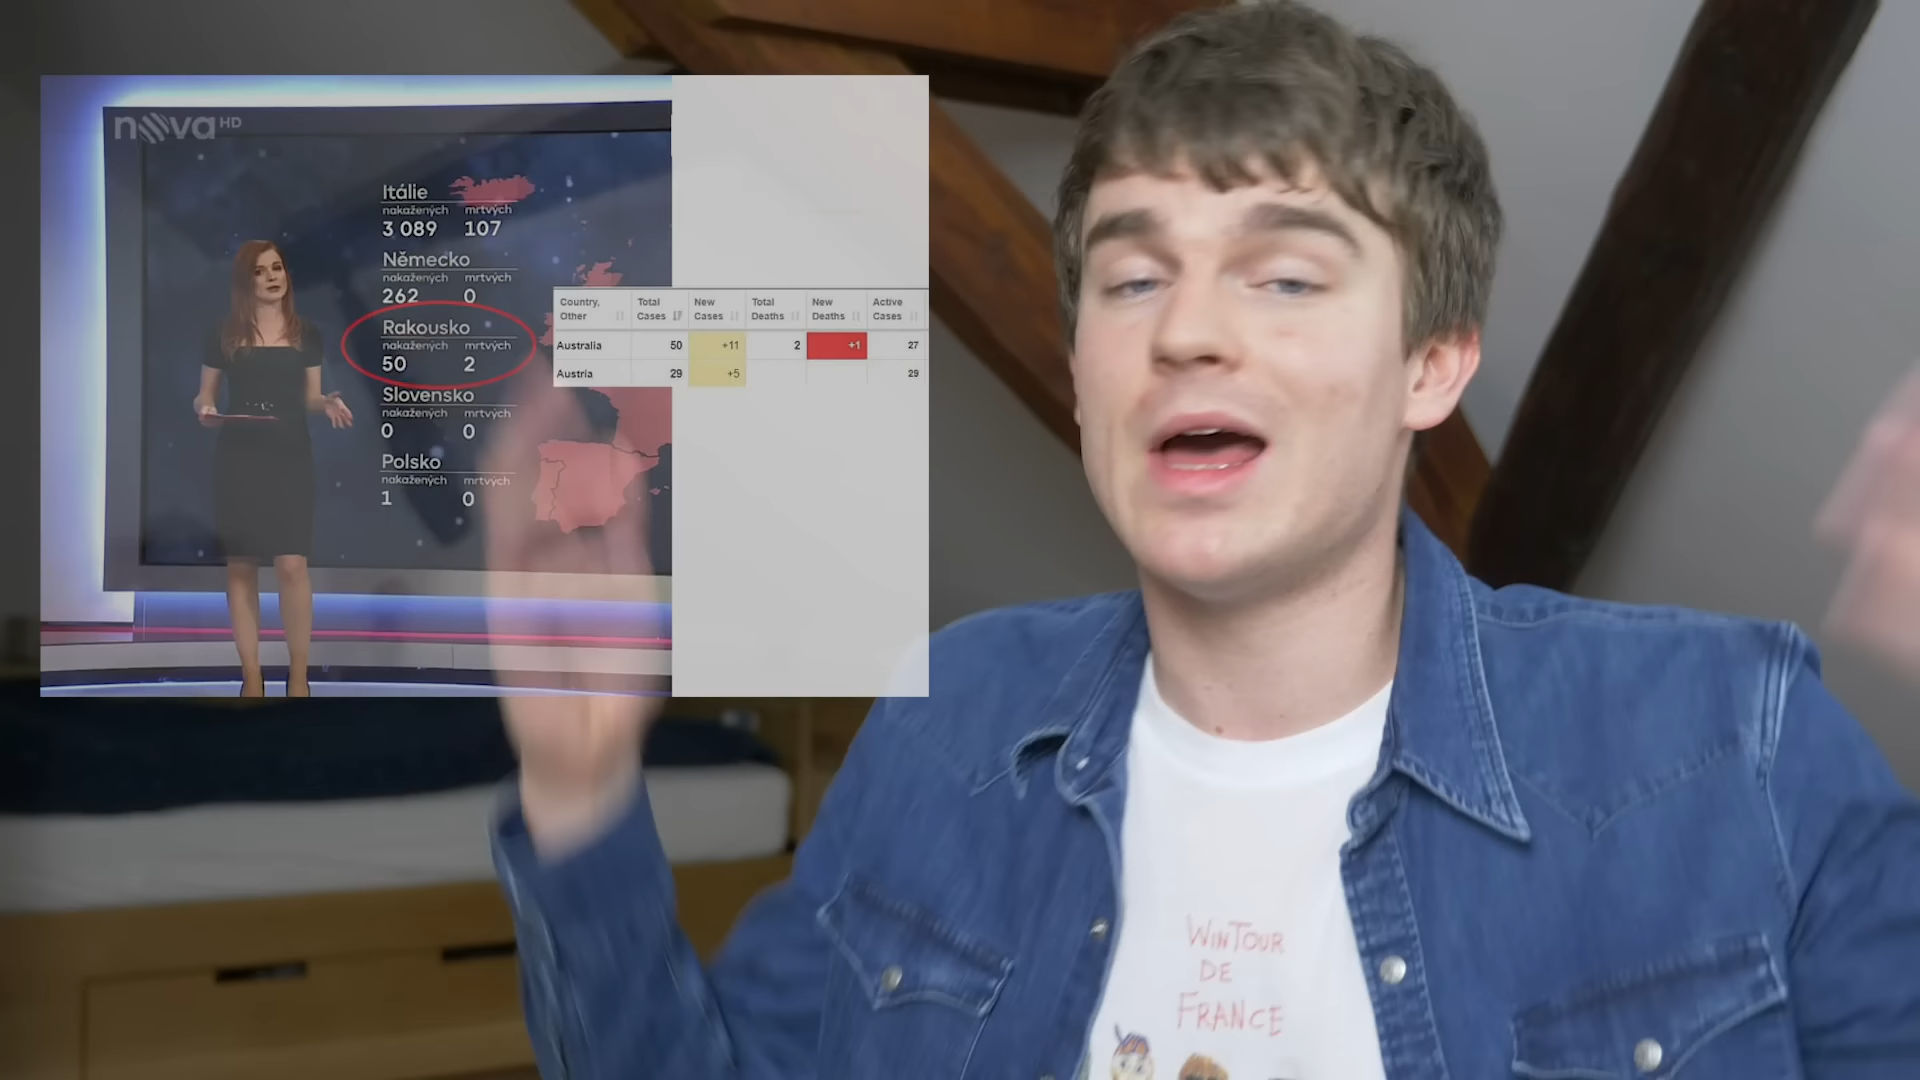 nova HD
Itálie
nakažených mrtvých
3 089 107
Německo
nakažených mrtvých
262 0
Rakousko
nakažených mrtvých
50 2
Slovensko
nakažených mrtvých
0 0
Polsko
nakažených mrtvých
1 0
Country, Other Total Cases New Cases Total Deaths New Deaths Active Cases
Australia 50 +11 2 +1 27
Austria 29 +5 29
WINTOUR
DE
FRANCE